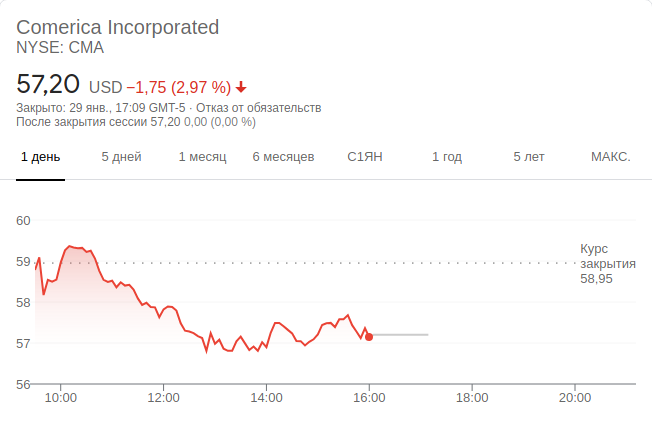 Comerica Incorporated
NYSE: CMA
57,20 USD −1,75 (2,97 %)
Закрыто: 29 янв., 17:09 GMT-5 · Отказ от обязательств
После закрытия сессии 57,20 0,00 (0,00 %)
1 день 5 дней 1 месяц 6 месяцев С1ЯН 1 год 5 лет МАКС.
60
59
58
57
56
Курс
закрытия
58,95
10:00 12:00 14:00 16:00 18:00 20:00